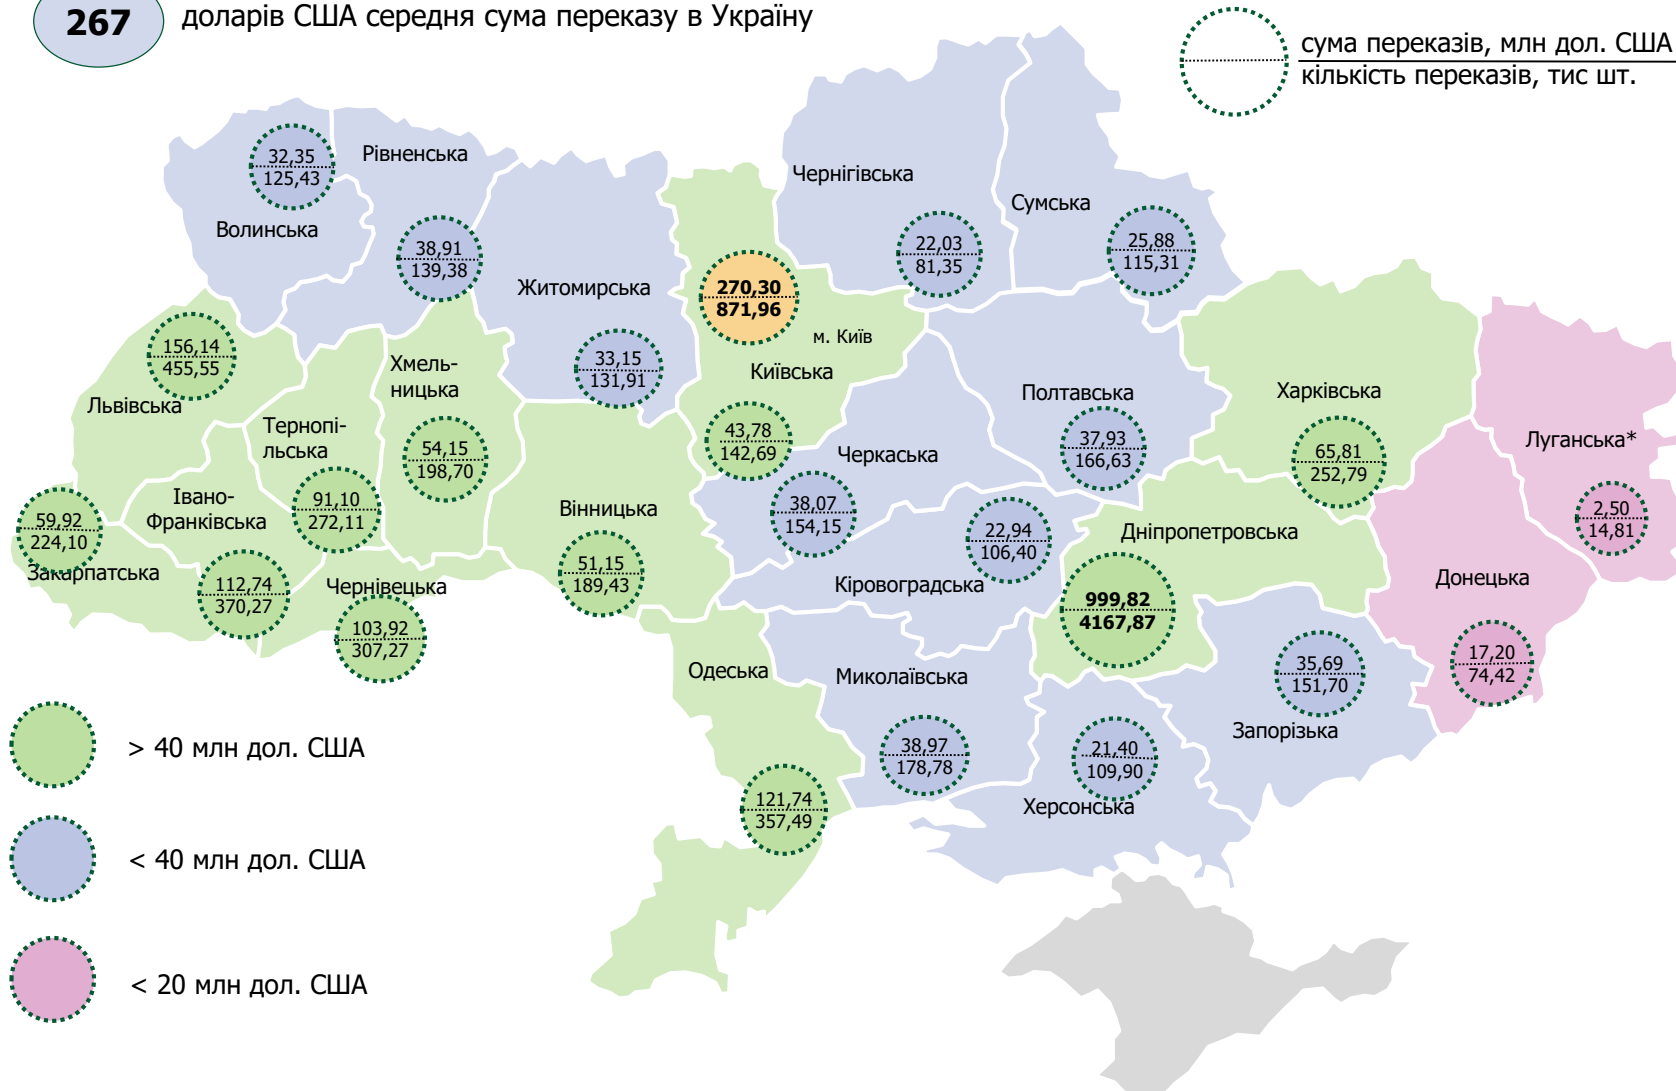 267
доларів США середня сума переказу в Україну
сума переказів, млн дол. США
кількість переказів, тис шт.
32,35
125,43
Волинська
Рівненська
38,91
139,38
Житомирська
33,15
131,91
270,30
871,96
м. Київ
Київська
43,78
142,69
Чернігівська
22,03
81,35
Сумська
25,88
115,31
156,14
455,55
Львівська
Тернопі-
льська
91,10
272,11
Хмель-
ницька
54,15
198,70
Івано-
Франківська
112,74
370,27
59,92
224,10
Закарпатська
Чернівецька
103,92
307,27
Вінницька
51,15
189,43
Черкаська
38,07
154,15
Полтавська
37,93
166,63
Харківська
65,81
252,79
Луганська*
2,50
14,81
Кіровоградська
22,94
106,40
Дніпропетровська
999,82
4167,87
Донецька
17,20
74,42
Одеська
121,74
357,49
Миколаївська
38,97
178,78
Херсонська
21,40
109,90
Запорізька
35,69
151,70
> 40 млн дол. США
< 40 млн дол. США
< 20 млн дол. США